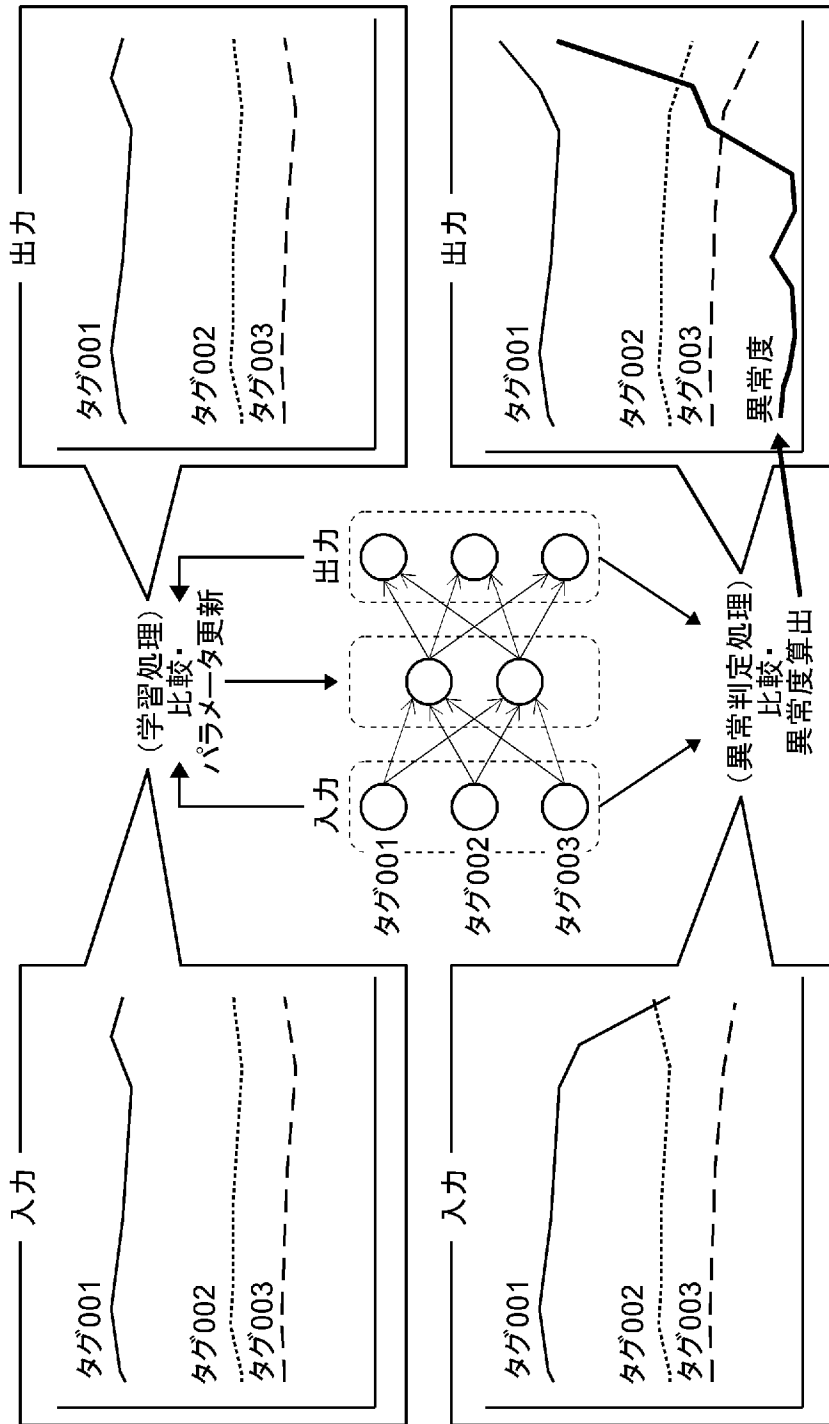 入力
タグ001
タグ002
タグ003
(学習処理)
比較・
パラメータ更新
出力
タグ001
タグ002
タグ003
入力
出力
タグ001
タグ002
タグ003
入力
タグ001
タグ002
タグ003
(異常判定処理)
比較・
異常度算出
出力
タグ001
タグ002
タグ003
異常度